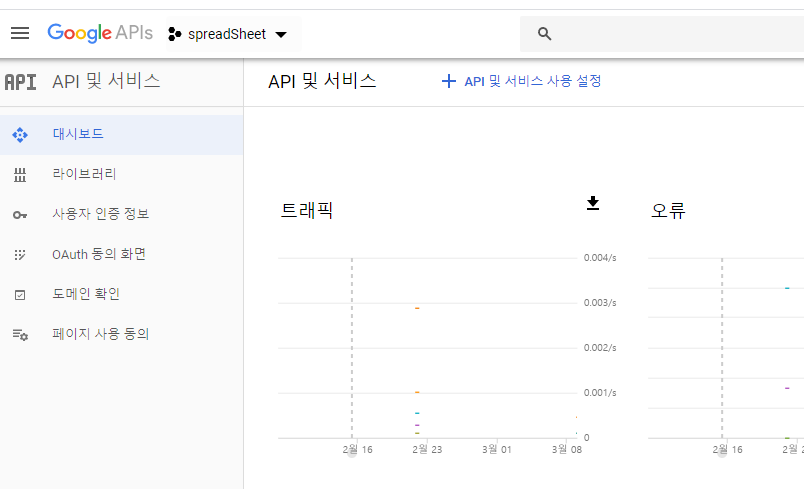 Google APIs
spreadSheet
API
API 및 서비스
API 및 서비스
API 및 서비스 사용 설정
대시보드
라이브러리
사용자 인증 정보
OAuth 동의 화면
도메인 확인
페이지 사용 동의
트래픽
0.004/s
0.003/s
0.002/s
0.001/s
0
2월 16
2월 23
3월 01
3월 08
오류
2월 16
2월 2